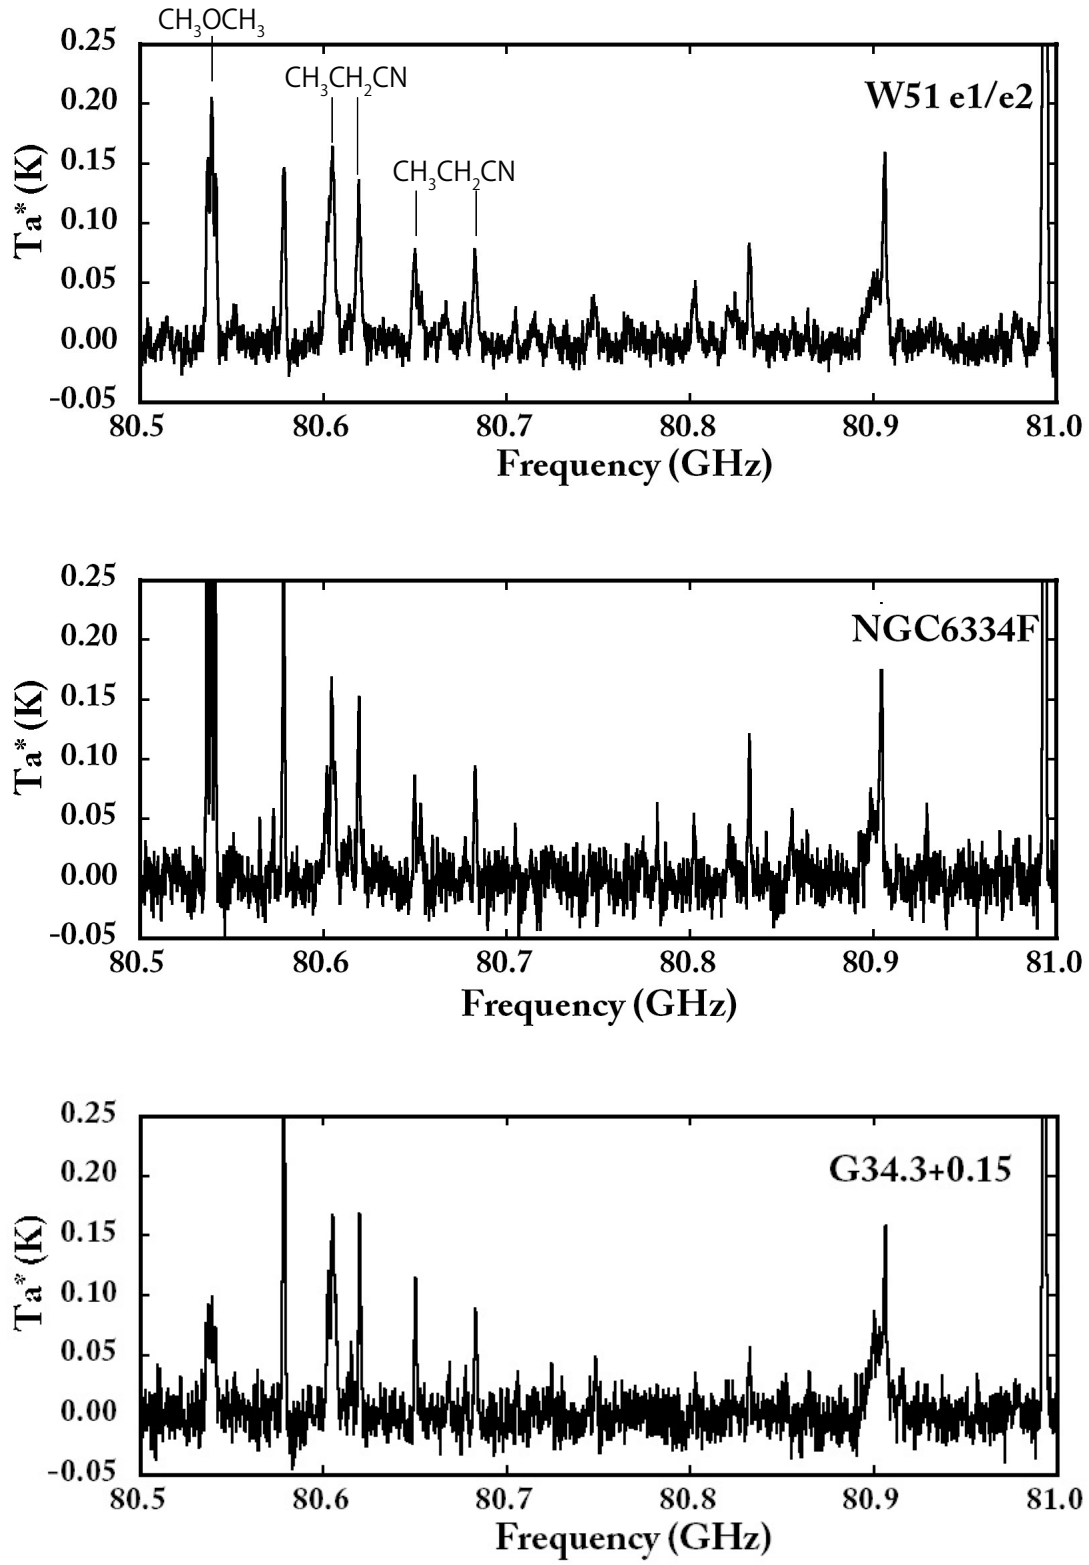 CH3OCH3
CH3CH2CN
CH3CH2CN
W51 e1/e2
0.25
0.20
0.15
0.10
0.05
0.00
-0.05
Ta* (K)
80.5 80.6 80.7 80.8 80.9 81.0
Frequency (GHz)
NGC6334F
0.25
0.20
0.15
0.10
0.05
0.00
-0.05
Ta* (K)
80.5 80.6 80.7 80.8 80.9 81.0
Frequency (GHz)
G34.3+0.15
0.25
0.20
0.15
0.10
0.05
0.00
-0.05
Ta* (K)
80.5 80.6 80.7 80.8 80.9 81.0
Frequency (GHz)